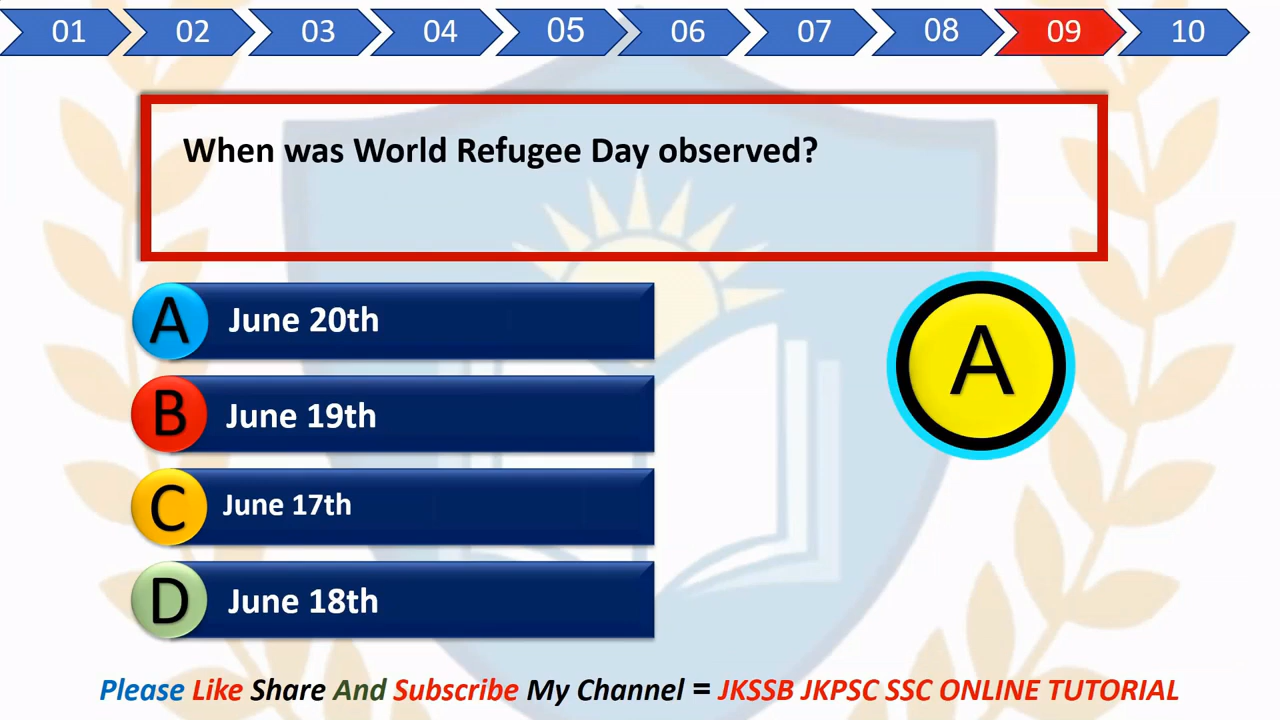 01 02 03 04 05 06 07 08 09 10
When was World Refugee Day observed?
A June 20th
A
B June 19th
C June 17th
D June 18th
Please Like Share And Subscribe My Channel = JKSSB JKPSC SSC ONLINE TUTORIAL